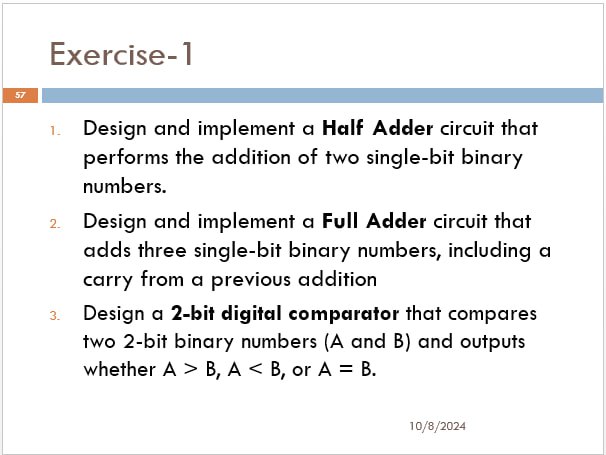 Exercise-1
57
1. Design and implement a Half Adder circuit that
performs the addition of two single-bit binary
numbers.
2. Design and implement a Full Adder circuit that
adds three single-bit binary numbers, including a
carry from a previous addition
3. Design a 2-bit digital comparator that compares
two 2-bit binary numbers (A and B) and outputs
whether A > B, A < B, or A = B.
10/8/2024